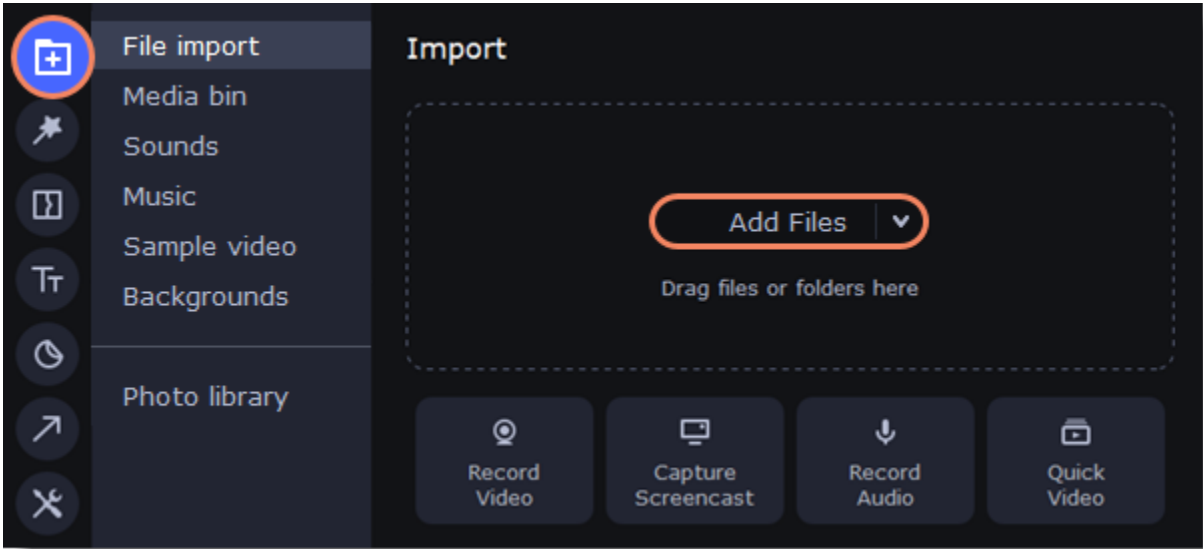 File import
Media bin
Sounds
Music
Sample video
Backgrounds
Photo library
Import
Add Files
Drag files or folders here
Record
Video
Capture
Screencast
Record
Audio
Quick
Video